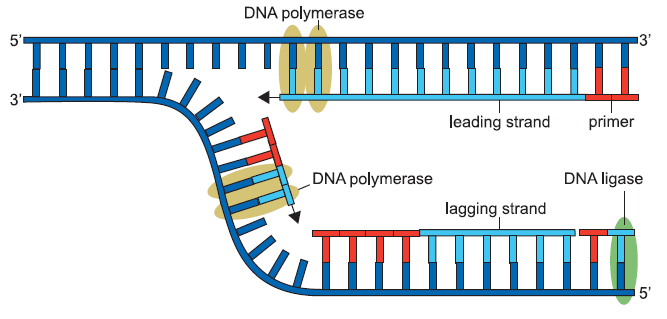 DNA polymerase
5'
3'
3'
leading strand
primer
DNA polymerase
DNA ligase
lagging strand
5'